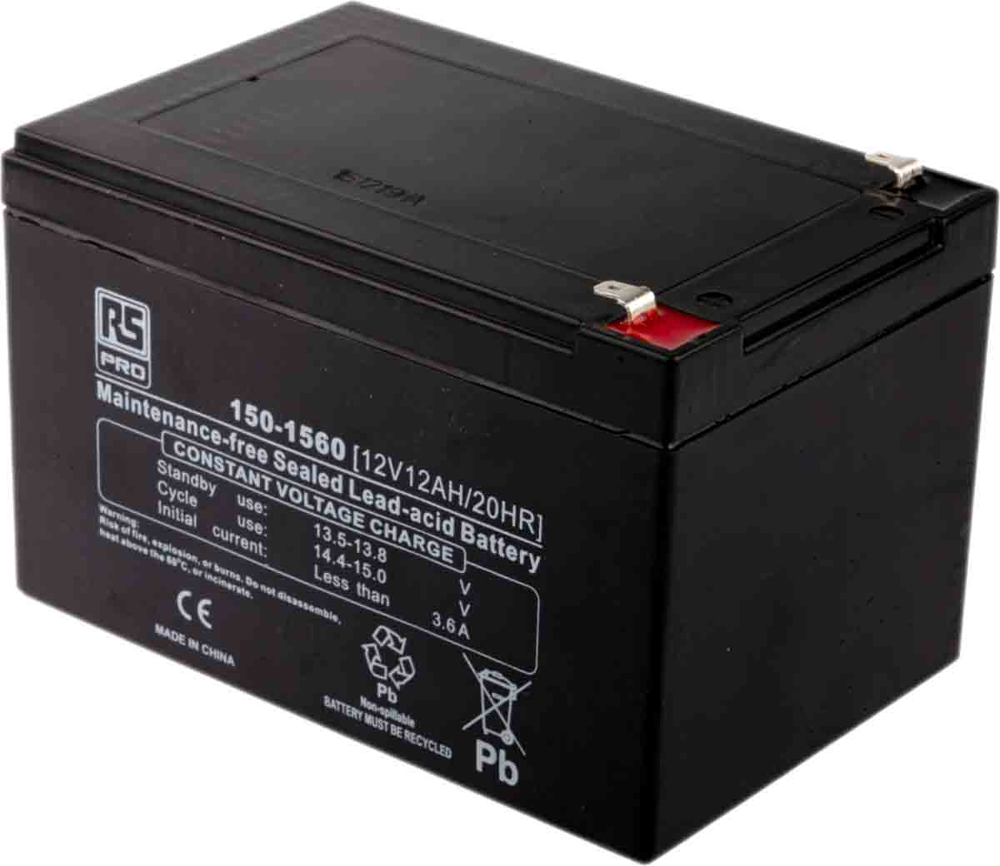 RS
PRO
150-1560 [12V12AH/20HR]
Maintenance-free Sealed Lead-acid Battery
CONSTANT VOLTAGE CHARGE
Standby use: 13.5-13.8 V
Cycle use: 14.4-15.0 V
Initial current: Less than 3.6A
Warning:
Risk of fire, explosion, or burns. Do not disassemble,
heat above the 60°C, or incinerate.
CE
MADE IN CHINA
Pb
Non-spillable
BATTERY MUST BE RECYCLED
Pb